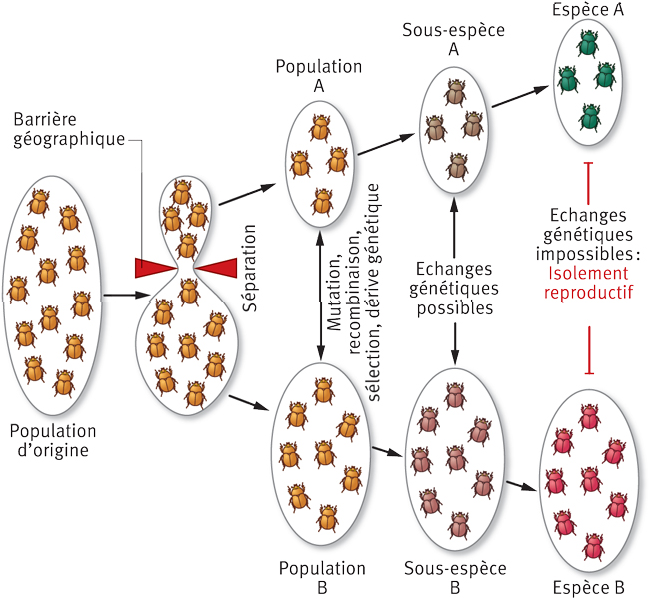 Espèce A
Sous-espèce
A
Population
A
Barrière
géographique
Séparation
Mutation,
recombinaison,
sélection, dérive génétique
Echanges
génétiques
possibles
Echanges
génétiques
impossibles :
Isolement
reproductif
Population
d'origine
Population
B
Sous-espèce
B
Espèce B